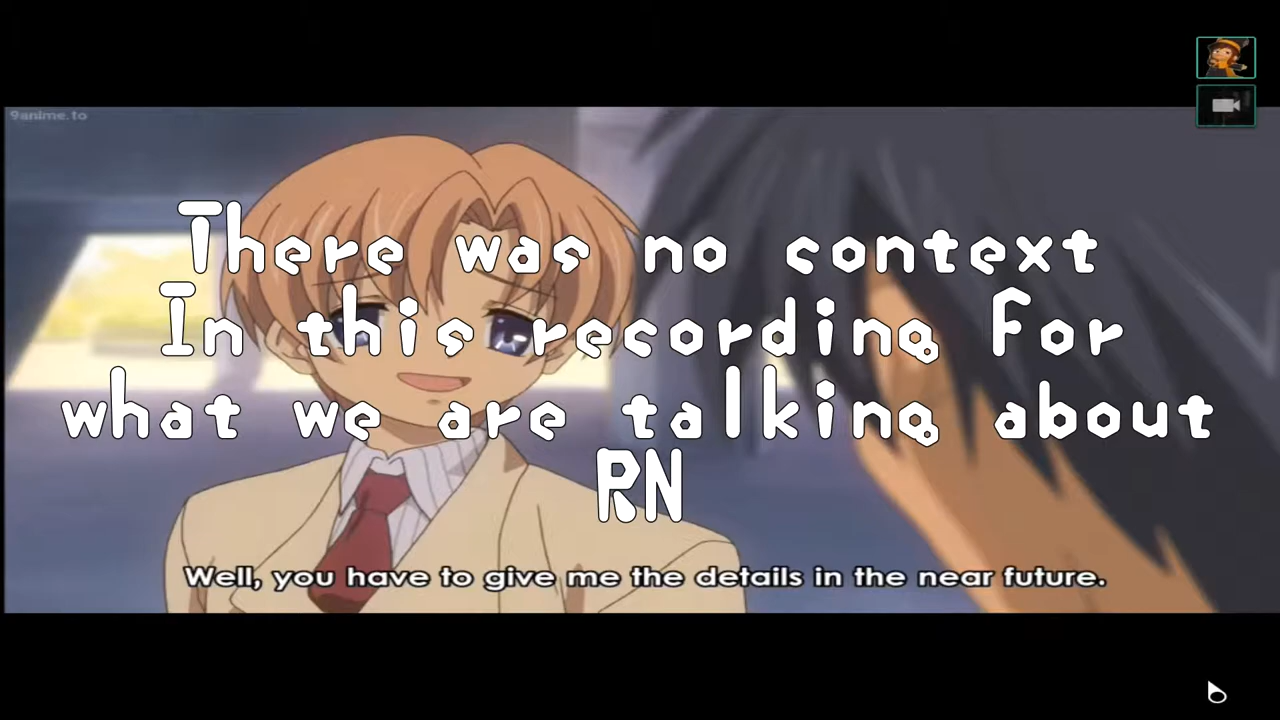 9anime.to
There was no context
In this recording for
what we are talking about
RN
Well, you have to give me the details in the near future.